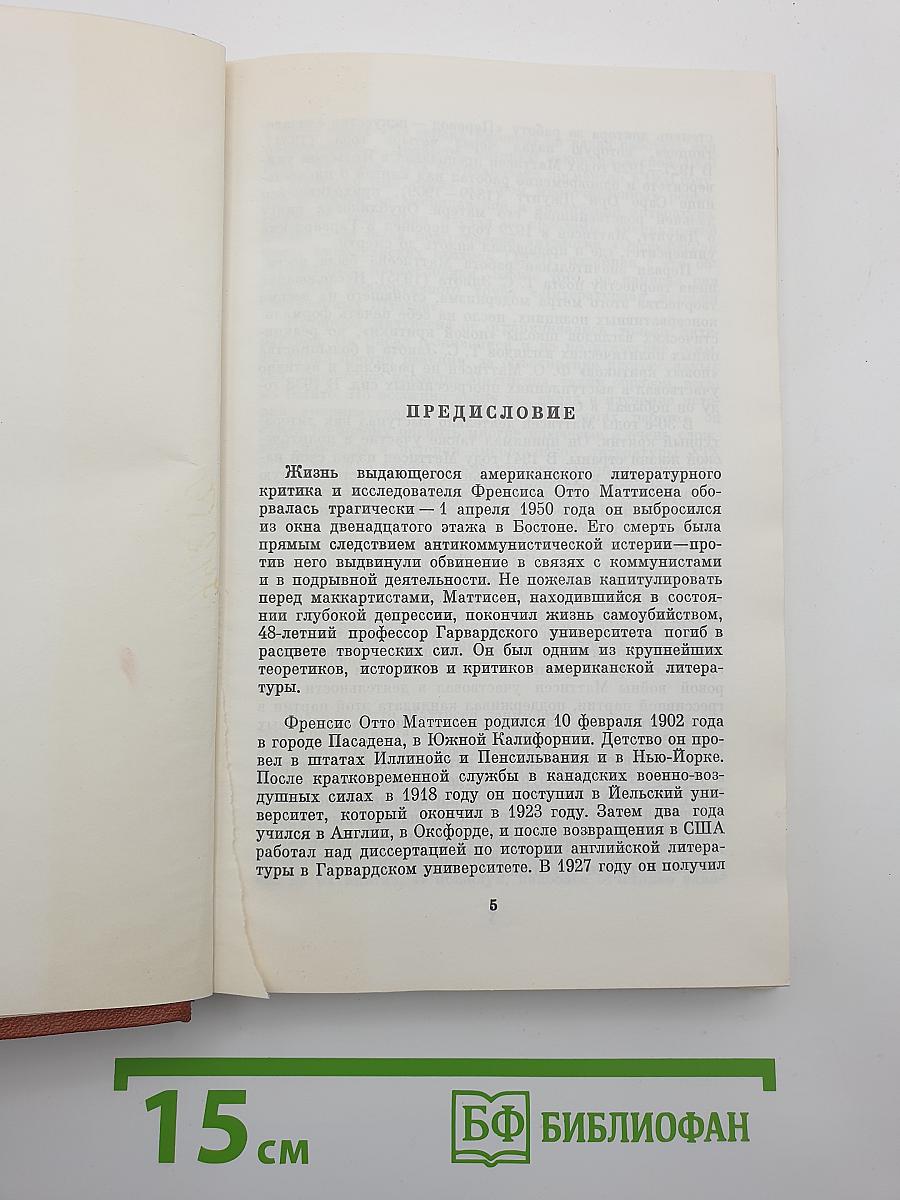 ПРЕДИСЛОВИЕ
Жизнь выдающегося американского литературного
критика и исследователя Френсиса Отто Маттисена обо-
рвалась трагически — 1 апреля 1950 года он выбросился
из окна двенадцатого этажа в Бостоне. Его смерть была
прямым следствием антикоммунистической истерии—про-
тив него выдвинули обвинение в связях с коммунистами
и в подрывной деятельности. Не пожелав капитулировать
перед маккартистами, Маттисен, находившийся в состоя-
нии глубокой депрессии, покончил жизнь самоубийством,
48-летний профессор Гарвардского университета погиб в
расцвете творческих сил. Он был одним из крупнейших
теоретиков, историков и критиков американской литера-
туры.
Френсис Отто Маттисен родился 10 февраля 1902 года
в городе Пасадена, в Южной Калифорнии. Детство он про-
вел в штатах Иллинойс и Пенсильвания и в Нью-Йорке.
После кратковременной службы в канадских военно-воз-
душных силах в 1918 году он поступил в Йельский уни-
верситет, который окончил в 1923 году. Затем два года
учился в Англии, в Оксфорде, и после возвращения в США
работал над диссертацией по истории английской литера-
туры в Гарвардском университете. В 1927 году он получил
5
15 см
БФ БИБЛИОФАН